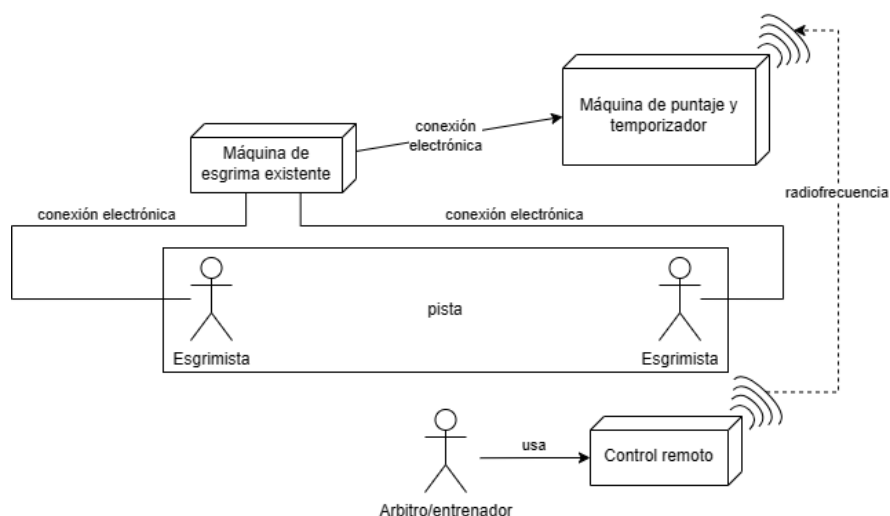 Máquina de puntaje y
temporizador
conexión
electrónica
Máquina de
esgrima existente
radiofrecuencia
conexión electrónica
conexión electrónica
pista
Esgrimista
Esgrimista
usa
Control remoto
Arbitro/entrenador